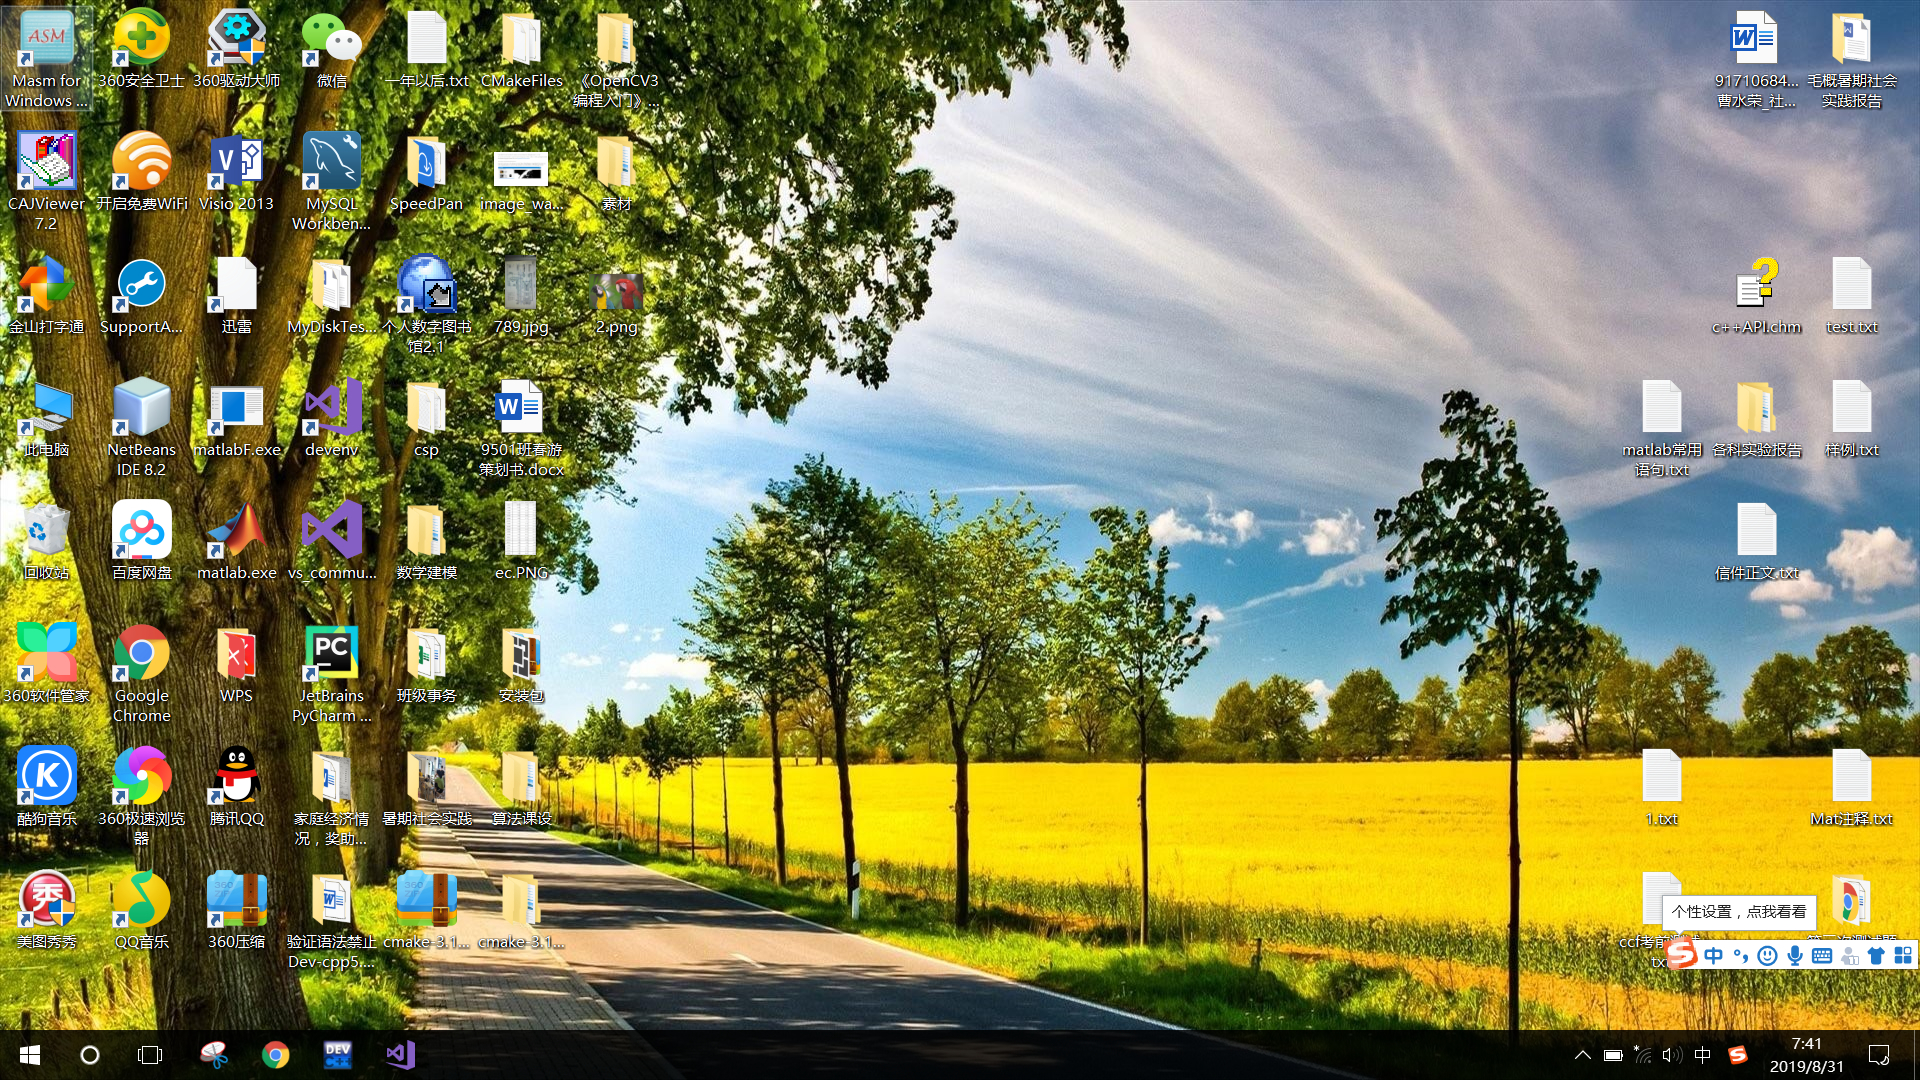 ASM
Masm for
Windows ...
360安全卫士
360驱动大师
微信
一年以后.txt
CMakeFiles
《OpenCV3
编程入门》...
91710684...
曹水荣_社...
毛概暑期社会
实践报告
CAJViewer
7.2
开启免费WiFi
Visio 2013
MySQL
Workben...
SpeedPan
image_wa...
素材
金山打字通
SupportA...
迅雷
MyDiskTes...
个人数字图书
馆2.1
789.jpg
2.png
c++API.chm
test.txt
此电脑
NetBeans
IDE 8.2
matlabF.exe
devenv
csp
9501班春游
策划书.docx
matlab常用
语句.txt
各科实验报告
样例.txt
回收站
百度网盘
matlab.exe
vs_commu...
数学建模
ec.PNG
信件正文.txt
360软件管家
Google
Chrome
WPS
PC
JetBrains
PyCharm ...
班级事务
安装包
酷狗音乐
360极速浏览
器
腾讯QQ
家庭经济情
况，奖助...
暑期社会实践
算法课设
1.txt
Mat注释.txt
秀
美图秀秀
QQ音乐
360
360压缩
验证语法禁止
Dev-cpp5....
360
cmake-3.1...
cmake-3.1...
个性设置，点我看看
ccf考前
中
DEV
中
7:41
2019/8/31